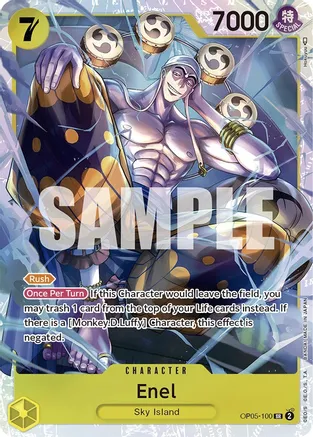 7
7000
特
SPECIAL
SAMPLE
Rush
Once Per Turn If this Character would leave the field, you
may trash 1 card from the top of your Life cards instead. If
there is a [Monkey.D.Luffy] Character, this effect is
negated.
CHARACTER
Enel
Sky Island
OP05-100 SR 2